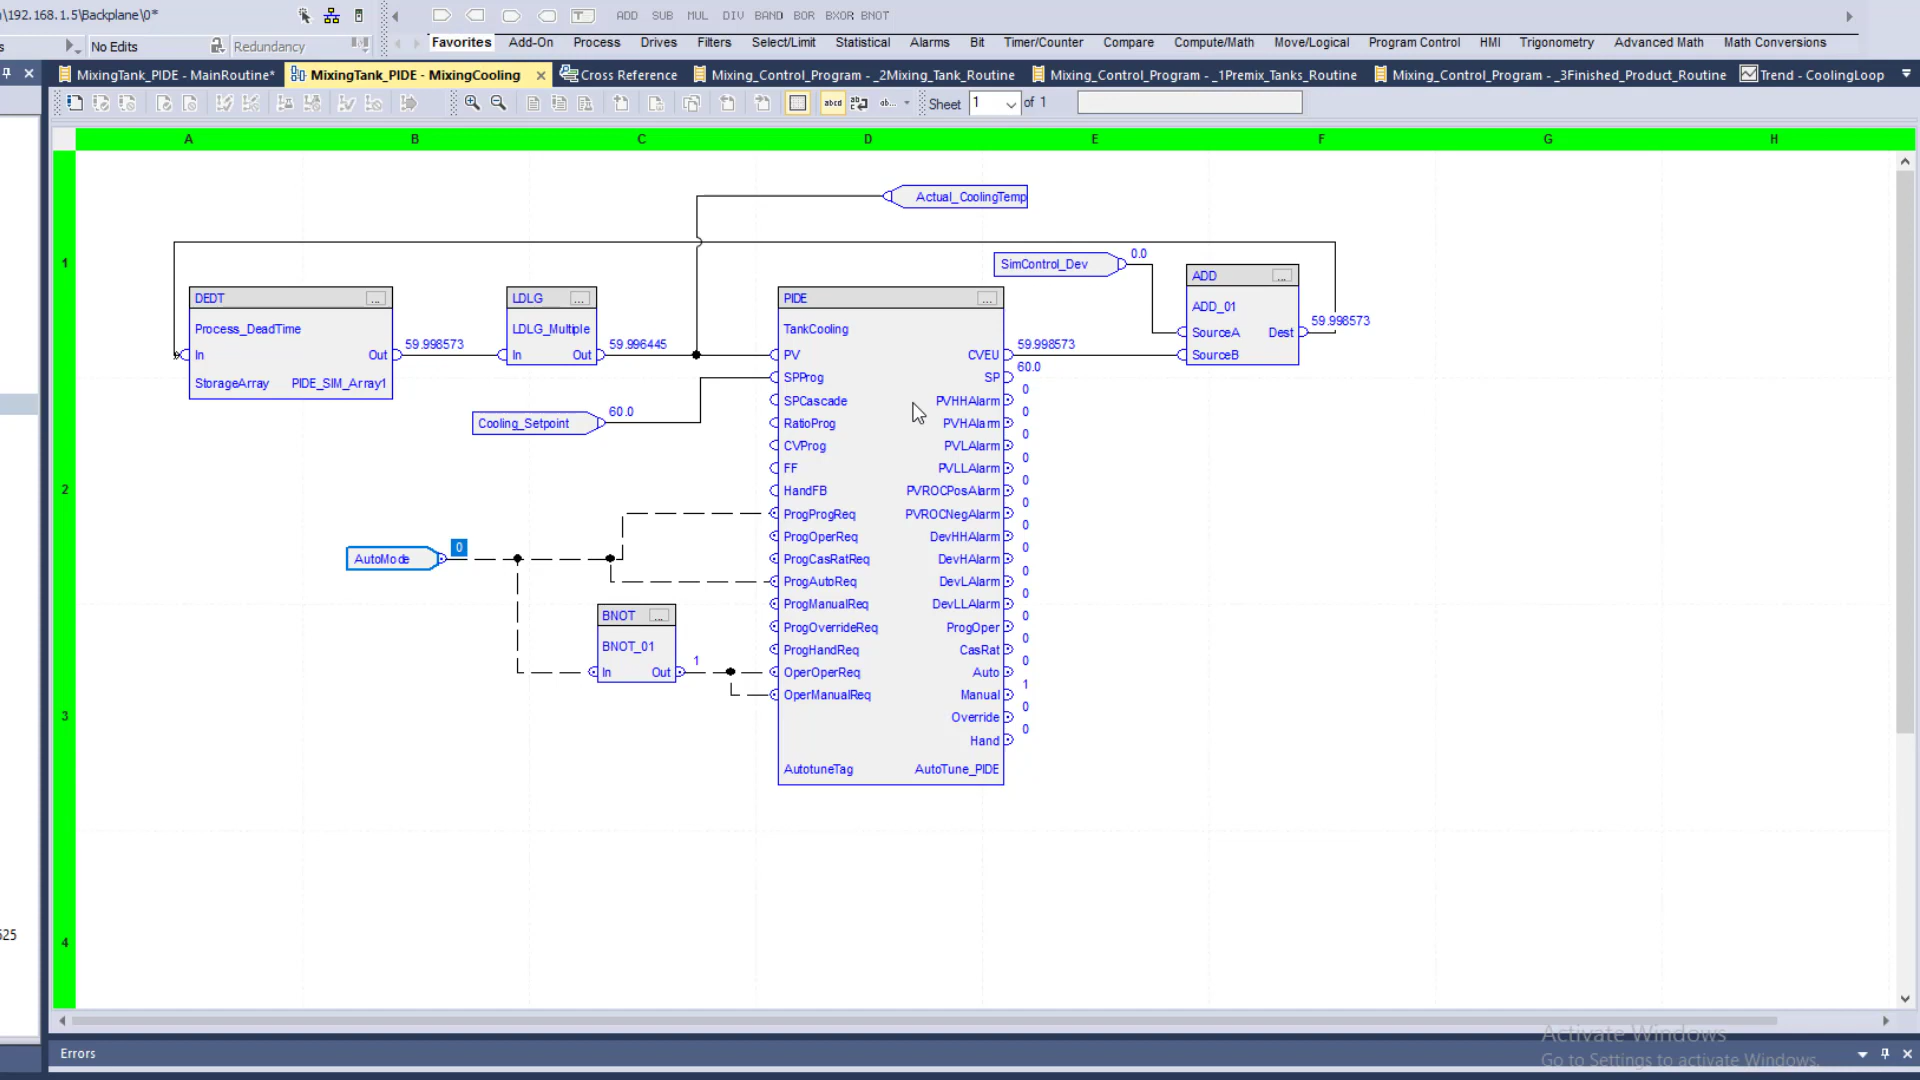 \192.168.1.5\Backplane\0*
ADD SUB MUL DIV BAND BOR BXOR BNOT
s No Edits Redundancy
Favorites Add-On Process Drives Filters Select/Limit Statistical Alarms Bit Timer/Counter Compare Compute/Math Move/Logical Program Control HMI Trigonometry Advanced Math Math Conversions
MixingTank_PIDE - MainRoutine* MixingTank_PIDE - MixingCooling Cross Reference Mixing_Control_Program - _2Mixing_Tank_Routine Mixing_Control_Program - _1Premix_Tanks_Routine Mixing_Control_Program - _3Finished_Product_Routine Trend - CoolingLoop
abcd ab... Sheet 1 of 1
A B C D E F G H
Actual_CoolingTemp
1
SimControl_Dev 0.0
ADD ...
ADD_01
SourceA Dest 59.998573
SourceB
DEDT ...
Process_DeadTime
In Out 59.998573
StorageArray PIDE_SIM_Array1
LDLG ...
LDLG_Multiple
In Out 59.996445
Cooling_Setpoint 60.0
PIDE ...
TankCooling
PV CVEU 59.998573
SPProg SP 60.0
SPCascade PVHHAlarm 0
RatioProg PVHAlarm 0
CVProg PVLAlarm 0
FF PVLLAlarm 0
HandFB PVROCPosAlarm 0
ProgProgReq PVROCNegAlarm 0
ProgOperReq DevHHAlarm 0
ProgCasRatReq DevHAlarm 0
ProgAutoReq DevLAlarm 0
ProgManualReq DevLLAlarm 0
ProgOverrideReq ProgOper 0
ProgHandReq CasRat 0
OperOperReq Auto 0
OperManualReq Manual 1
Override 0
Hand 0
AutotuneTag AutoTune_PIDE
2
AutoMode 0
BNOT ...
BNOT_01
In Out 1
3
525
4
Activate Windows
Go to Settings to activate Windows.
Errors